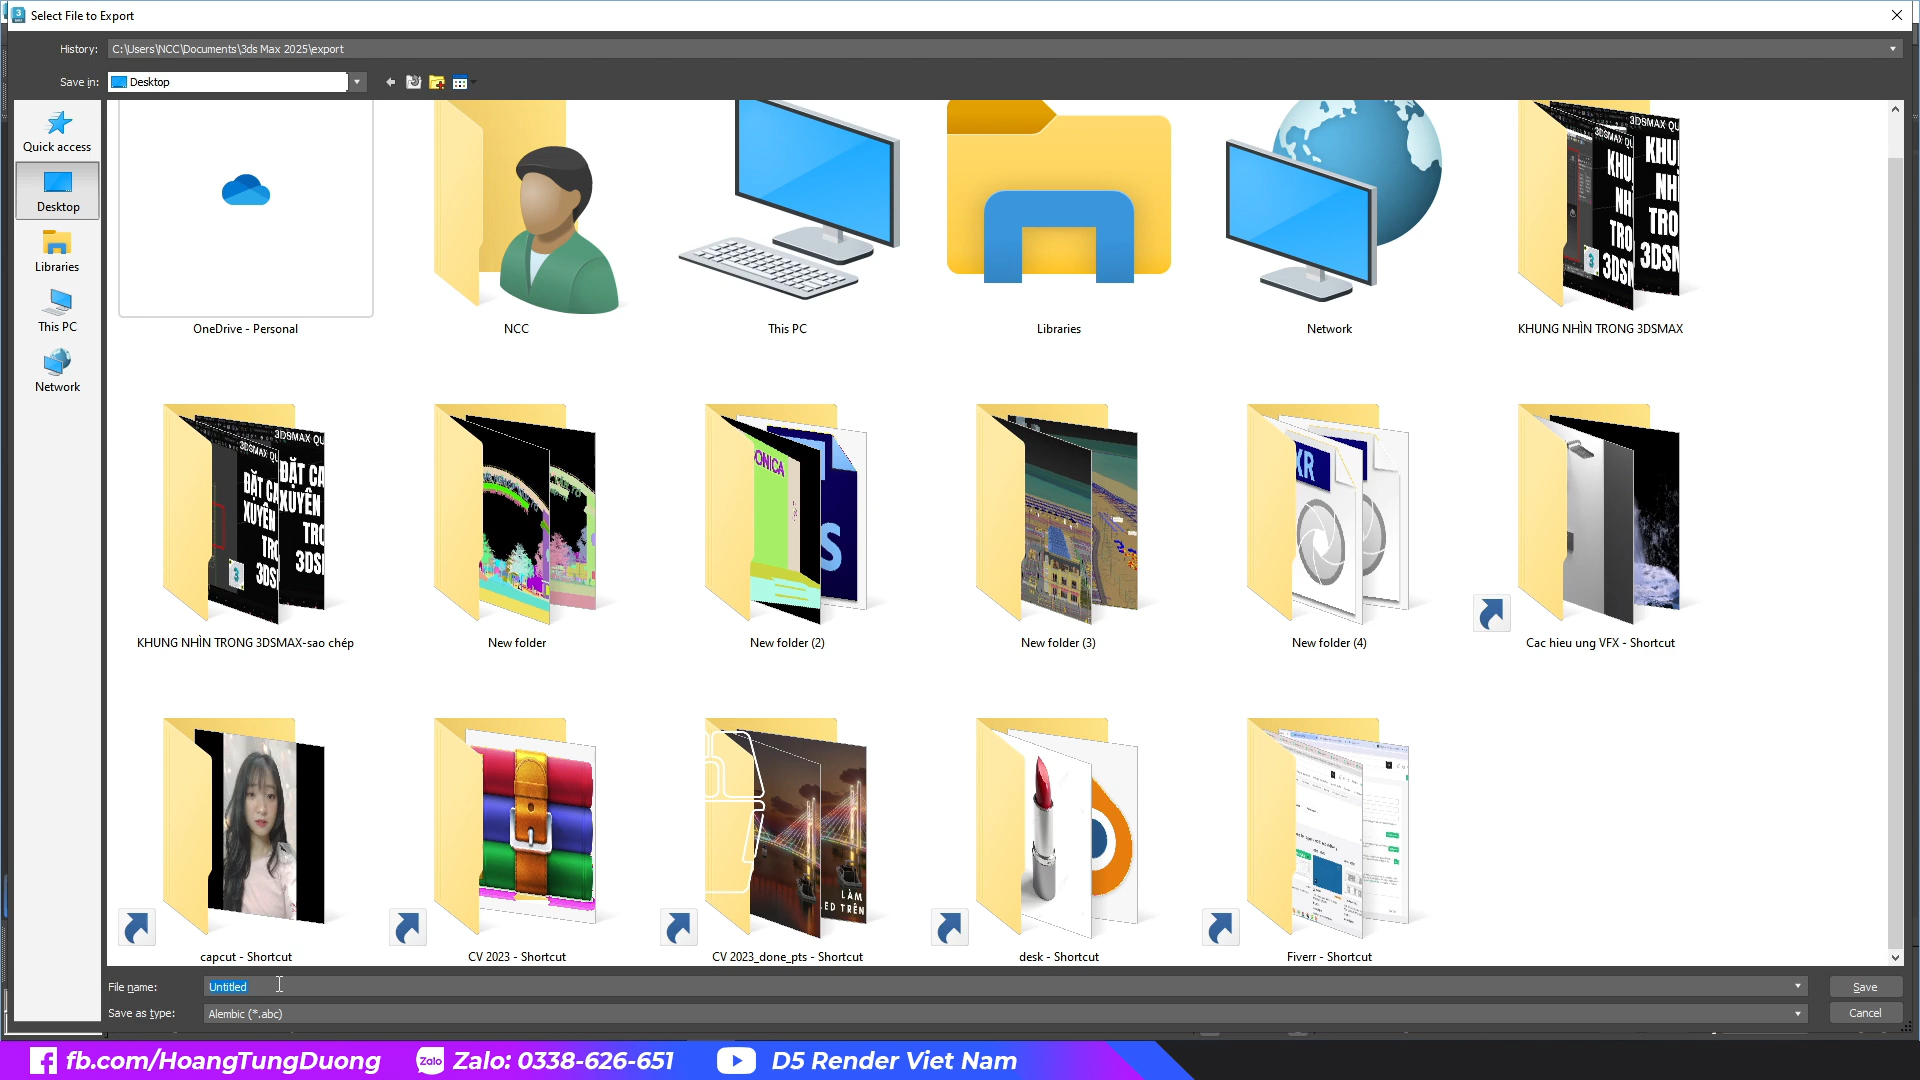 Select File to Export
History: C:\Users\NCC\Documents\3ds Max 2025\export
Save in: Desktop
Quick access
Desktop
Libraries
This PC
Network
OneDrive - Personal
NCC
This PC
Libraries
Network
KHUNG NHÌN TRONG 3DSMAX
KHUNG NHÌN TRONG 3DSMAX-sao chép
New folder
New folder (2)
New folder (3)
New folder (4)
Cac hieu ung VFX - Shortcut
capcut - Shortcut
CV 2023 - Shortcut
CV 2023_done_pts - Shortcut
desk - Shortcut
Fiverr - Shortcut
File name: Untitled
Save
Save as type: Alembic (*.abc)
Cancel
fb.com/HoangTungDuong
Zalo
Zalo: 0338-626-651
D5 Render Viet Nam